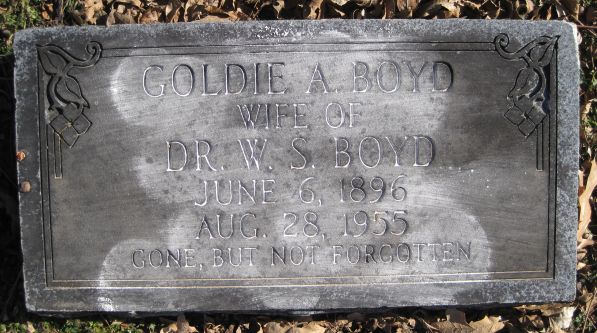 GOLDIE A. BOYD
WIFE OF
DR. W. S. BOYD
JUNE 6, 1896
AUG. 28, 1955
GONE, BUT NOT FORGOTTEN